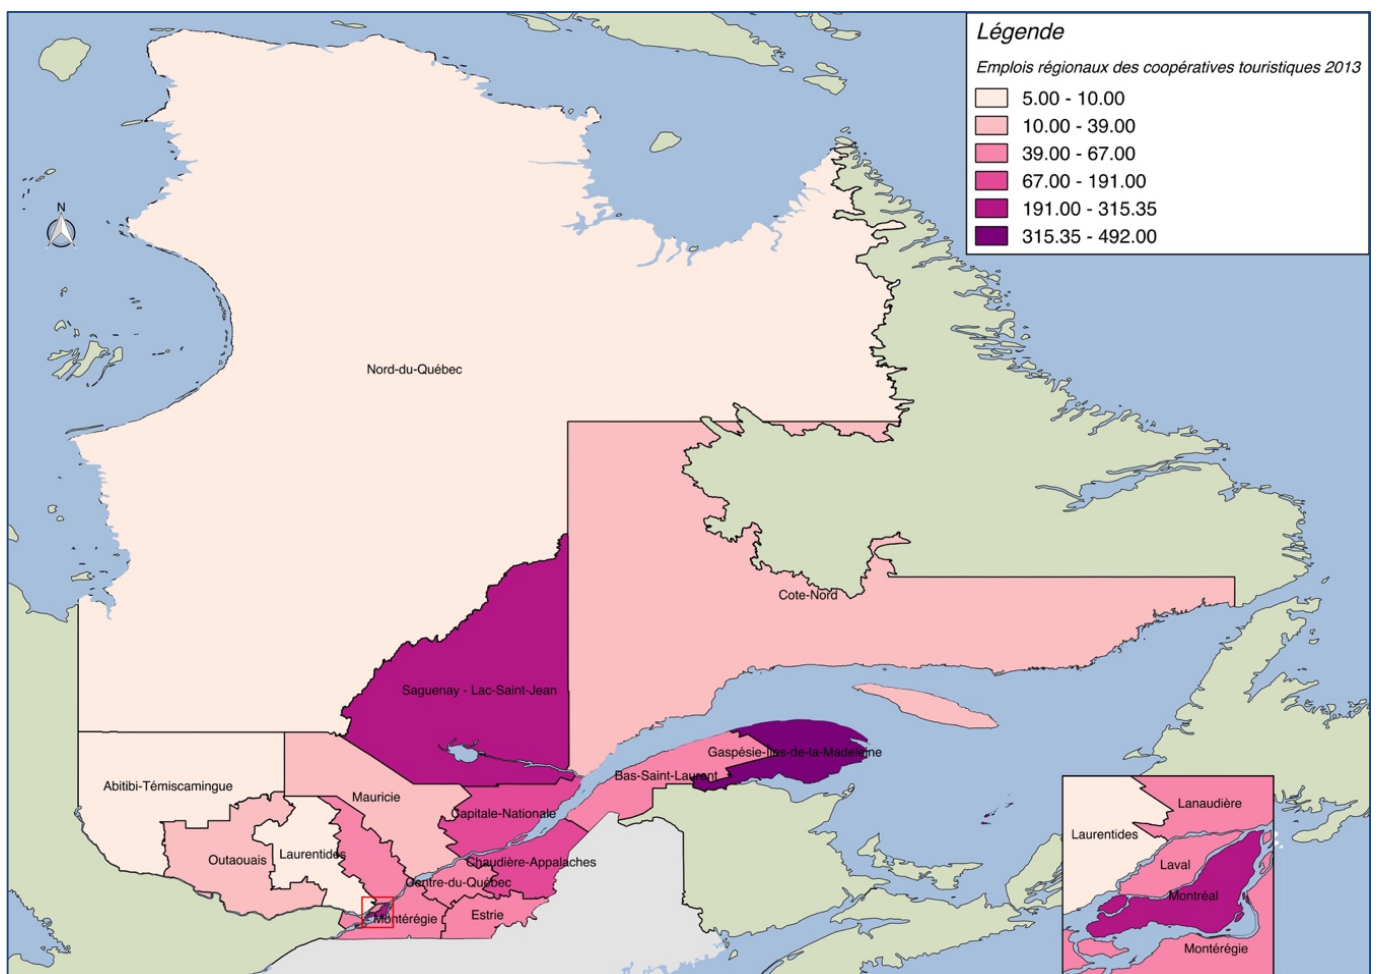 Légende
Emplois régionaux des coopératives touristiques 2013
5.00 - 10.00
10.00 - 39.00
39.00 - 67.00
67.00 - 191.00
191.00 - 315.35
315.35 - 492.00
N
Nord-du-Québec
Cote-Nord
Saguenay - Lac-Saint-Jean
Gaspésie-Iles-de-la-Madeleine
Bas-Saint-Laurent
Abitibi-Témiscamingue
Mauricie
Capitale-Nationale
Outaouais
Laurentides
Chaudière-Appalaches
Centre-du-Québec
Montérégie
Estrie
Lanaudière
Laurentides
Laval
Montréal
Montérégie